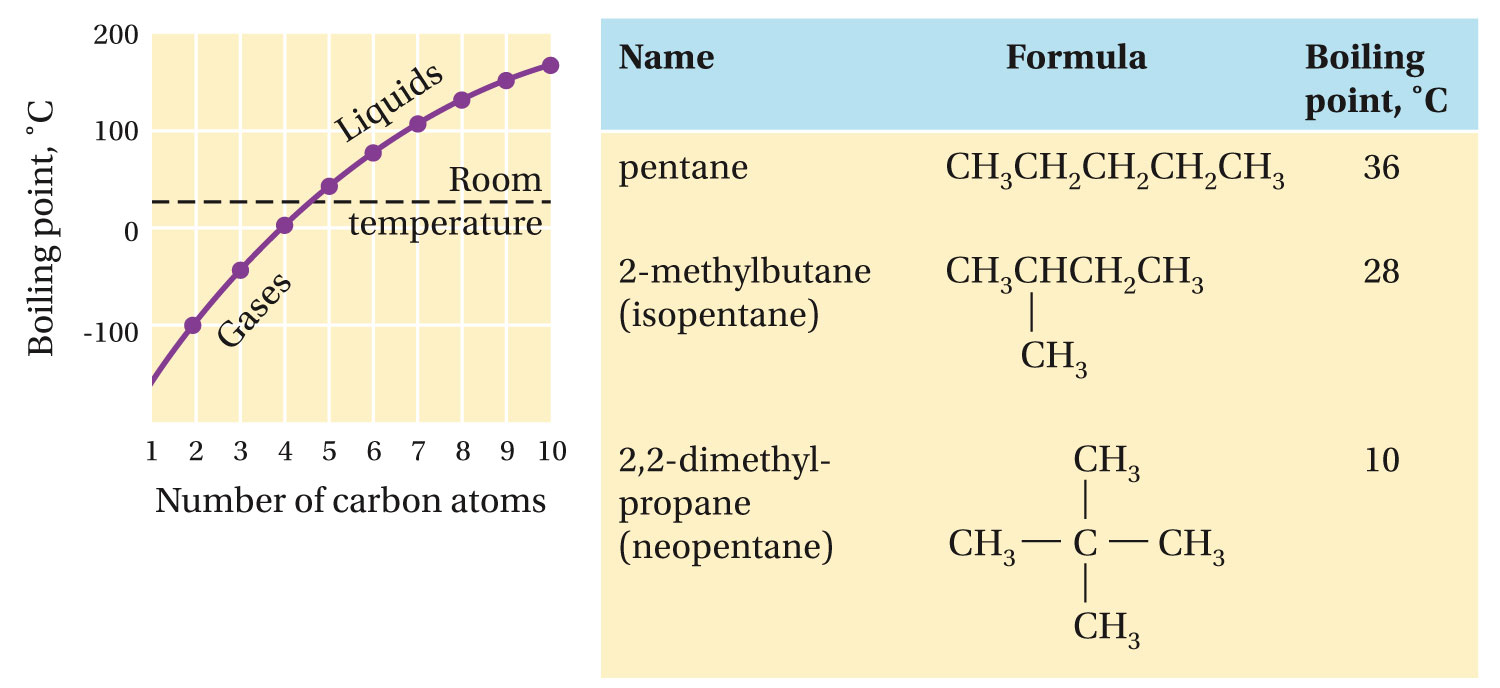 200
100
0
-100
Boiling point, ˚C
Liquids
Room
temperature
Gases
1 2 3 4 5 6 7 8 9 10
Number of carbon atoms
Name Formula Boiling point, ˚C
pentane CH₃CH₂CH₂CH₂CH₃ 36
2-methylbutane CH₃CHCH₂CH₃ 28
(isopentane)
CH₃
2,2-dimethyl- CH₃ 10
propane
(neopentane) CH₃ — C — CH₃
CH₃